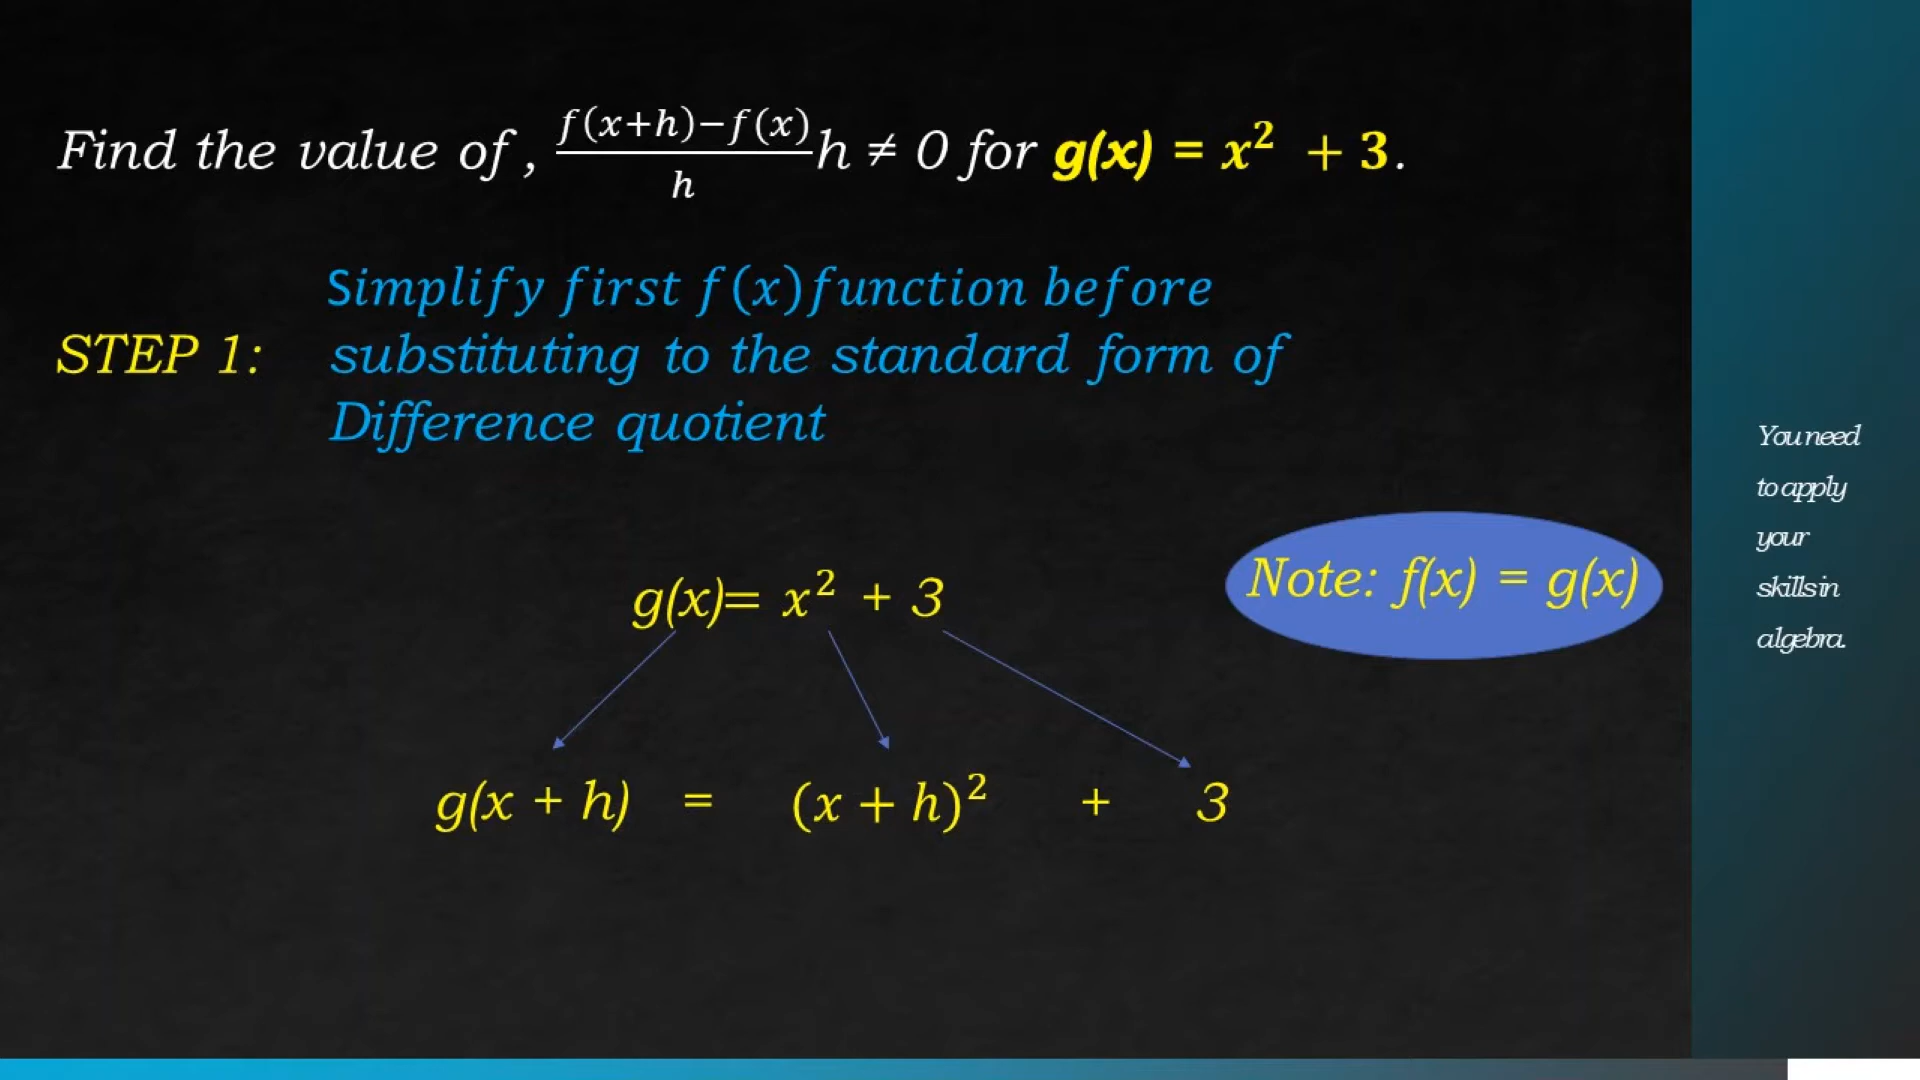 Find the value of , f(x+h)−f(x)/h h ≠ 0 for g(x) = x² + 3.
Simplify first f(x)function before
STEP 1: substituting to the standard form of
Difference quotient
g(x)= x² + 3
Note: f(x) = g(x)
g(x + h) = (x + h)² + 3
You need
to apply
your
skills in
algebra.